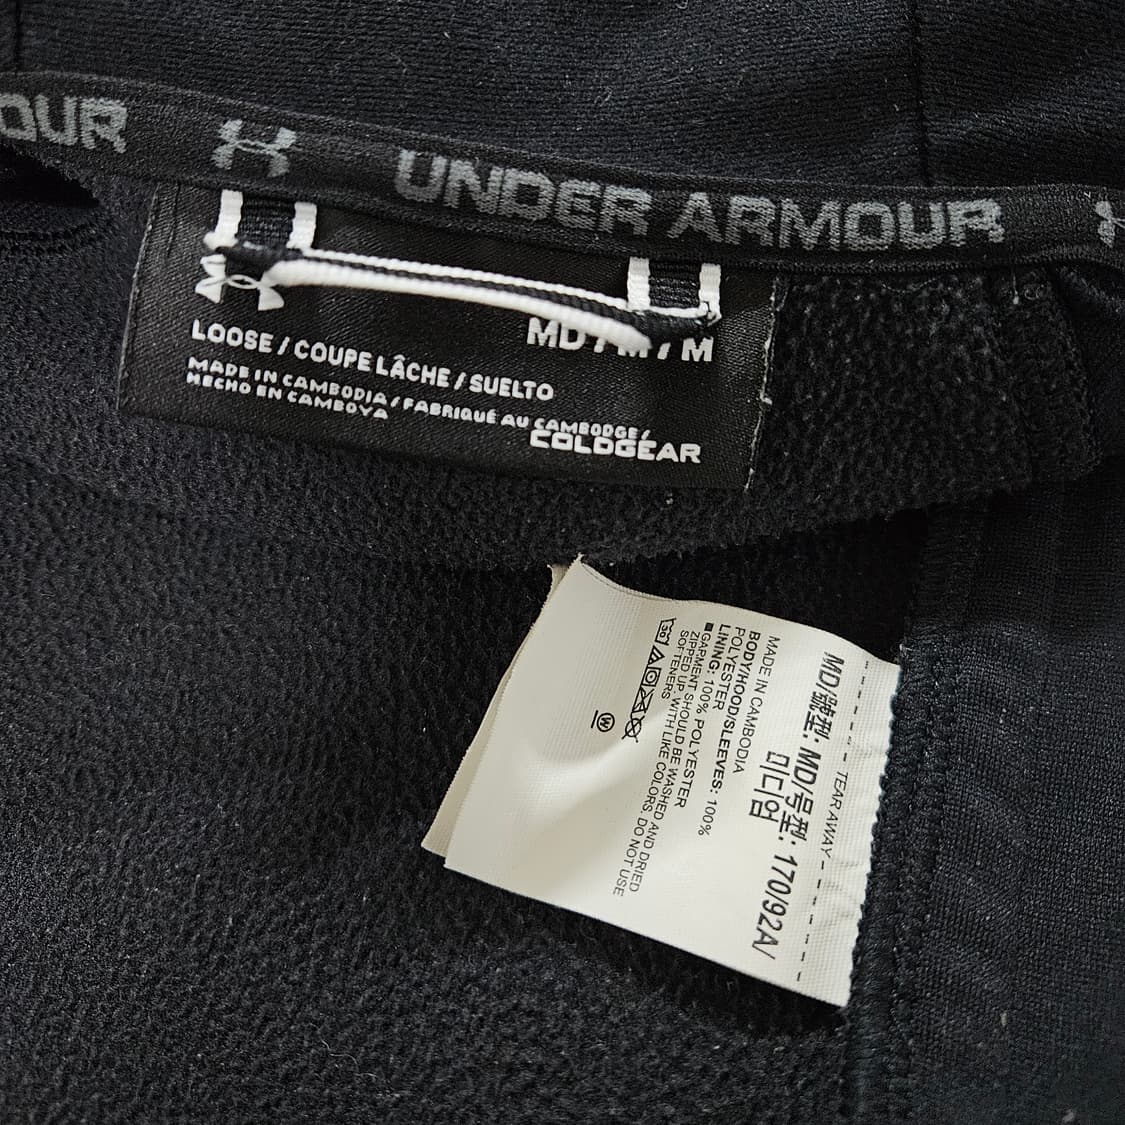 OUR UNDER ARMOUR
MD / M / M
LOOSE / COUPE LÂCHE / SUELTO
MADE IN CAMBODIA / FABRIQUÉ AU CAMBODGE /
HECHO EN CAMBOYA
COLDGEAR
- - - - - TEAR AWAY - - - - -
MD/號型: MD/号型: 170/92A/
미디엄
MADE IN CAMBODIA
BODY/HOOD/SLEEVES: 100%
POLYESTER
LINING: 100% POLYESTER
■GARMENT SHOULD BE WASHED AND DRIED
ZIPPED UP. WITH LIKE COLORS. DO NOT USE
SOFTENERS.
30
W